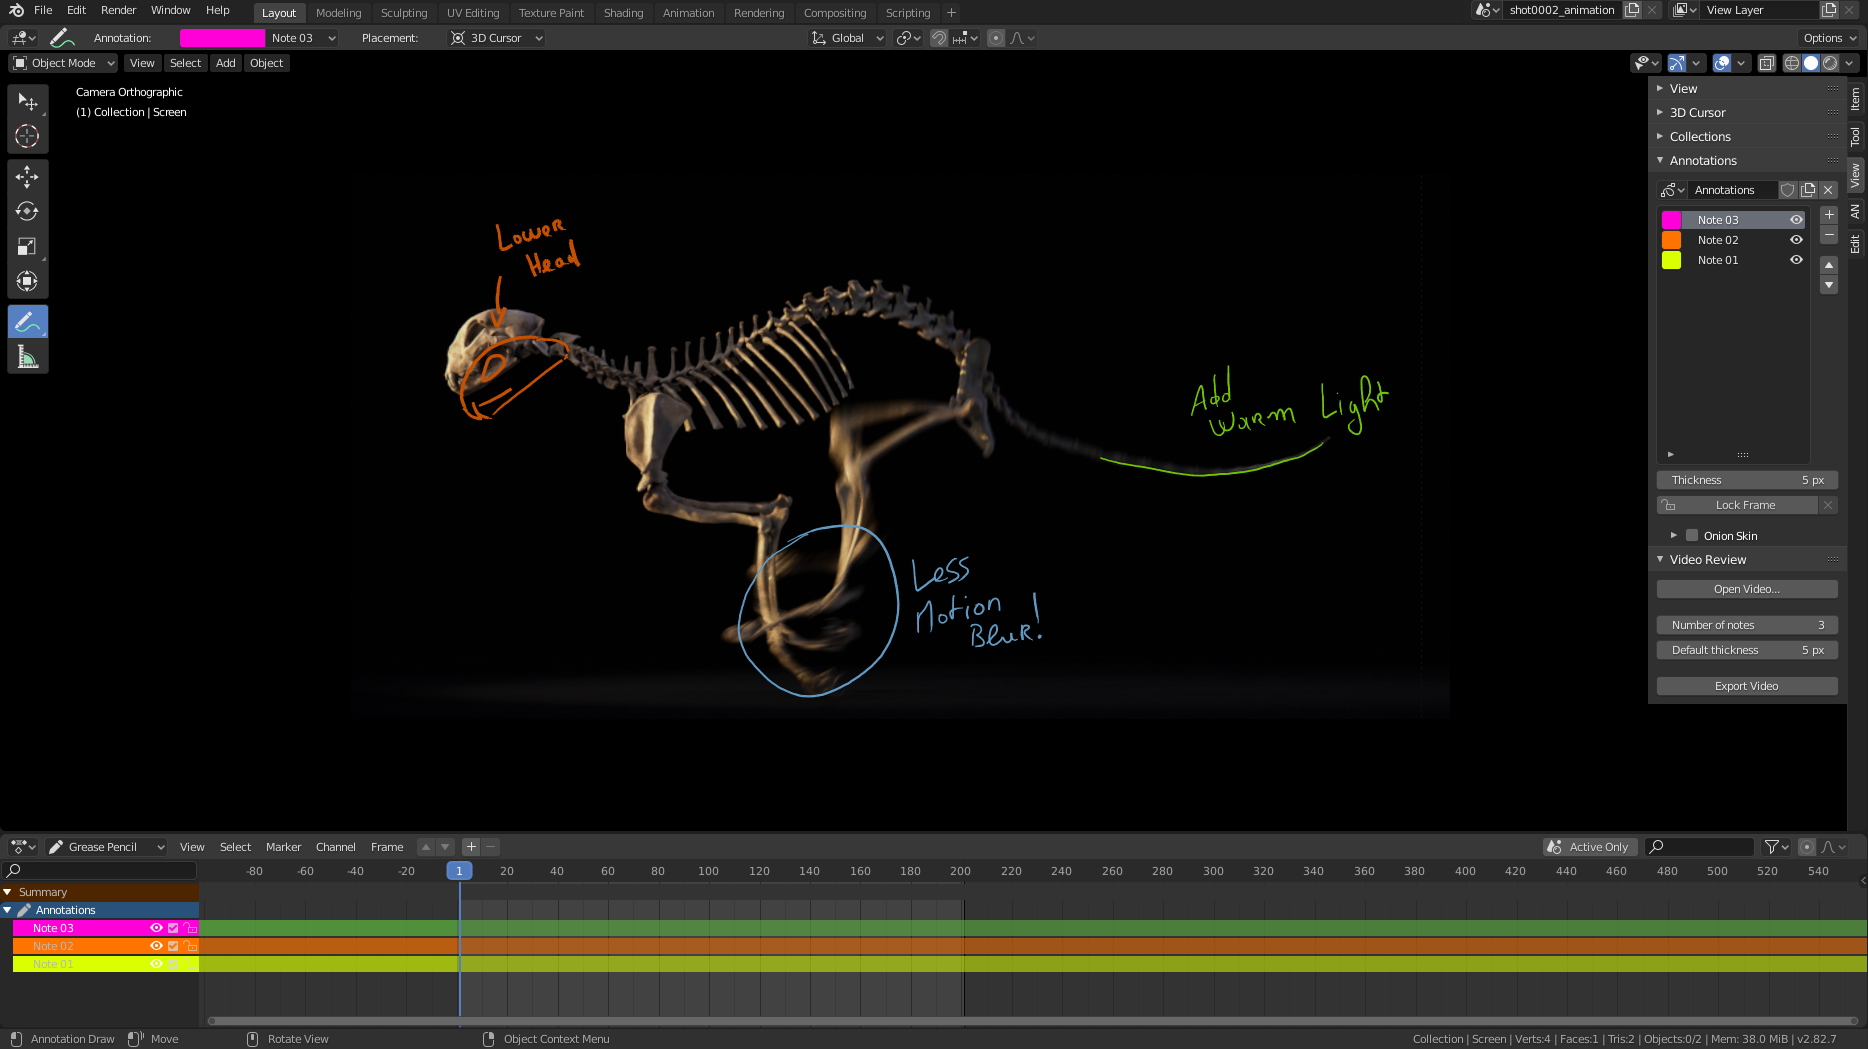 File Edit Render Window Help Layout Modeling Sculpting UV Editing Texture Paint Shading Animation Rendering Compositing Scripting + shot0002_animation View Layer
Annotation: Note 03 Placement: 3D Cursor Global Options
Object Mode View Select Add Object
Camera Orthographic
(1) Collection | Screen
Lower
Head
Add
Warm Light
Less
Motion
Blur!
View
3D Cursor
Collections
Annotations
Annotations
Note 03
Note 02
Note 01
Thickness 5 px
Lock Frame
Onion Skin
Video Review
Open Video...
Number of notes 3
Default thickness 5 px
Export Video
Item
Tool
View
AN
Edit
Grease Pencil View Select Marker Channel Frame Active Only
-80 -60 -40 -20 1 20 40 60 80 100 120 140 160 180 200 220 240 260 280 300 320 340 360 380 400 420 440 460 480 500 520 540
Summary
Annotations
Note 03
Note 02
Note 01
Annotation Draw Move Rotate View Object Context Menu Collection | Screen | Verts:4 | Faces:1 | Tris:2 | Objects:0/2 | Mem: 38.0 MiB | v2.82.7